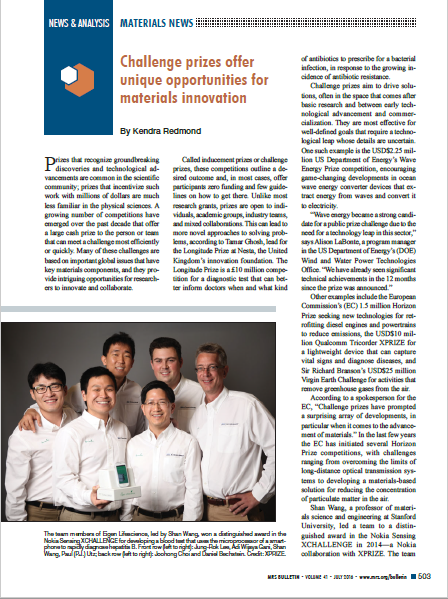 NEWS & ANALYSIS
MATERIALS NEWS
Challenge prizes offer
unique opportunities for
materials innovation
By Kendra Redmond
Prizes that recognize groundbreaking
discoveries and technological ad-
vancements are common in the scientific
community; prizes that incentivize such
work with millions of dollars are much
less familiar in the physical sciences. A
growing number of competitions have
emerged over the past decade that offer
a large cash prize to the person or team
that can meet a challenge most efficiently
or quickly. Many of these challenges are
based on important global issues that have
key materials components, and they pro-
vide intriguing opportunities for research-
ers to innovate and collaborate.
Called inducement prizes or challenge
prizes, these competitions outline a de-
sired outcome and, in most cases, offer
participants zero funding and few guide-
lines on how to get there. Unlike most
research grants, prizes are open to indi-
viduals, academic groups, industry teams,
and mixed collaborations. This can lead to
more novel approaches to solving prob-
lems, according to Tamar Ghosh, lead for
the Longitude Prize at Nesta, the United
Kingdom's innovation foundation. The
Longitude Prize is a £10 million compe-
tition for a diagnostic test that can bet-
ter inform doctors when and what kind
of antibiotics to prescribe for a bacterial
infection, in response to the growing in-
cidence of antibiotic resistance.
Challenge prizes aim to drive solu-
tions, often in the space that comes after
basic research and between early tech-
nological advancement and commer-
cialization. They are most effective for
well-defined goals that require a techno-
logical leap whose details are uncertain.
One such example is the USD$2.25 mil-
lion US Department of Energy's Wave
Energy Prize competition, encouraging
game-changing developments in ocean
wave energy converter devices that ex-
tract energy from waves and convert it
to electricity.
"Wave energy became a strong candi-
date for a public prize challenge due to the
need for a technology leap in this sector,"
says Alison LaBonte, a program manager
in the US Department of Energy's (DOE)
Wind and Water Power Technologies
Office. "We have already seen significant
technical achievements in the 12 months
since the prize was announced."
Other examples include the European
Commission's (EC) 1.5 million Horizon
Prize seeking new technologies for ret-
rofitting diesel engines and powertrains
to reduce emissions, the USD$10 mil-
lion Qualcomm Tricorder XPRIZE for
a lightweight device that can capture
vital signs and diagnose diseases, and
Sir Richard Branson's USD$25 million
Virgin Earth Challenge for activities that
remove greenhouse gases from the air.
According to a spokesperson for the
EC, "Challenge prizes have prompted
a surprising array of developments, in
particular when it comes to the advance-
ment of materials." In the last few years
the EC has initiated several Horizon
Prize competitions, with challenges
ranging from overcoming the limits of
long-distance optical transmission sys-
tems to developing a materials-based
solution for reducing the concentration
of particulate matter in the air.
Shan Wang, a professor of materi-
als science and engineering at Stanford
University, led a team to a distin-
guished award in the Nokia Sensing
XCHALLENGE in 2014—a Nokia
collaboration with XPRIZE. The team
The team members of Eigen Lifescience, led by Shan Wang, won a distinguished award in the
Nokia Sensing XCHALLENGE for developing a blood test that uses the microprocessor of a smart-
phone to rapidly diagnose hepatitis B. Front row (left to right): Jung-Rok Lee, Adi Wijaya Gani, Shan
Wang, Paul (P.J.) Utz; back row (left to right): Joohong Choi and Daniel Bechstein. Credit: XPRIZE.
MRS BULLETIN • VOLUME 41 • JULY 2016 • www.mrs.org/bulletin 503